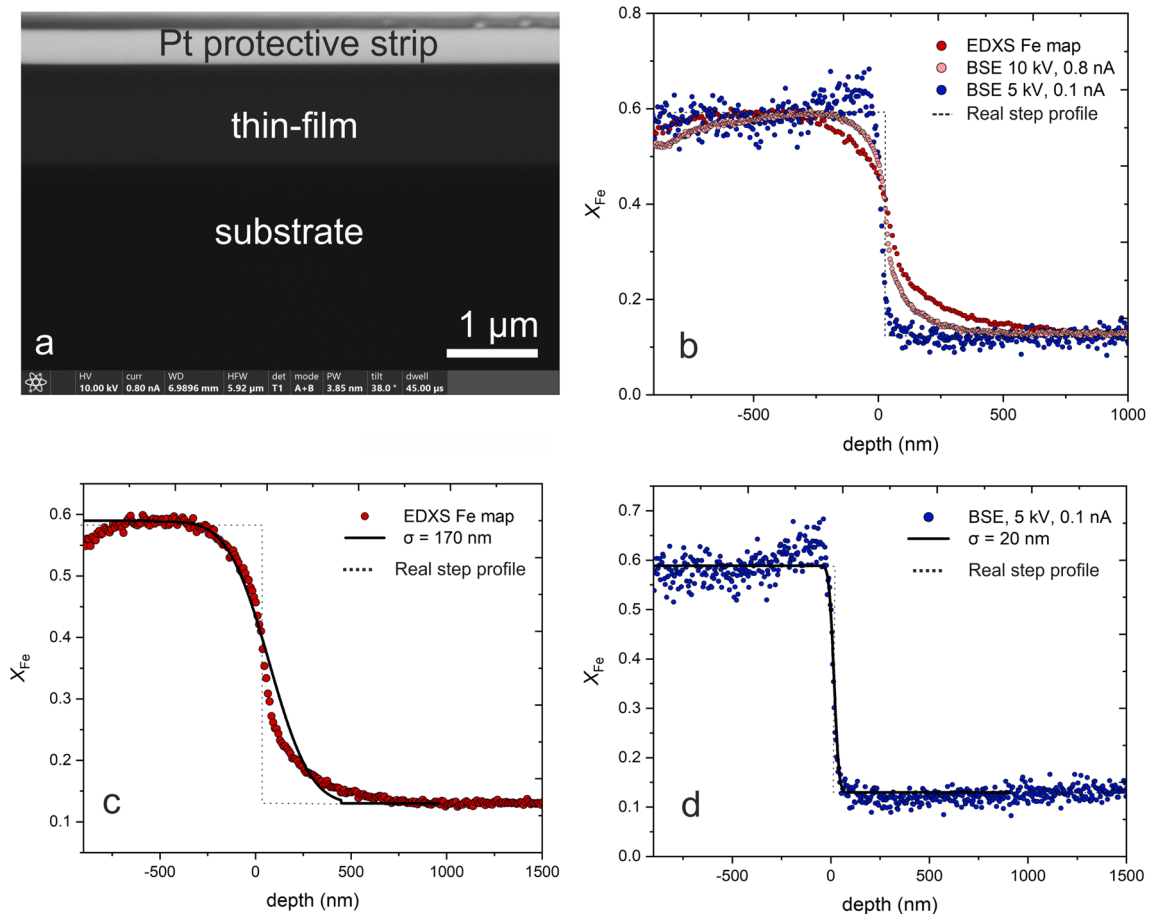 Pt protective strip
thin-film
substrate
1 µm
a
HV curr WD HFW det mode PW tilt dwell
10.00 kV 0.80 nA 6.9896 mm 5.92 µm T1 A+B 3.85 nm 38.0 ° 45.00 µs
0.8
0.6
0.4
0.2
0.0
X Fe
EDXS Fe map
BSE 10 kV, 0.8 nA
BSE 5 kV, 0.1 nA
Real step profile
b
-500 0 500 1000
depth (nm)
0.6
0.5
0.4
0.3
0.2
0.1
X Fe
EDXS Fe map
σ = 170 nm
Real step profile
c
-500 0 500 1000 1500
depth (nm)
0.7
0.6
0.5
0.4
0.3
0.2
0.1
0.0
X Fe
BSE, 5 kV, 0.1 nA
σ = 20 nm
Real step profile
d
-500 0 500 1000 1500
depth (nm)